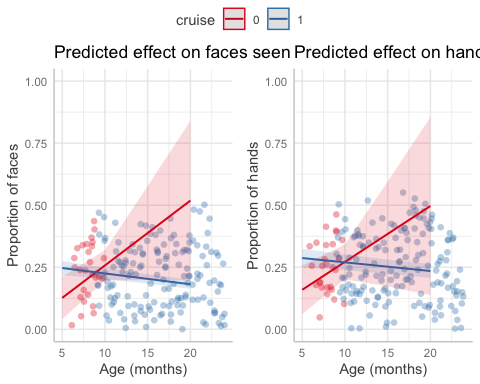 cruise 0 1
Predicted effect on faces seen
Predicted effect on hand
Proportion of faces
1.00
0.75
0.50
0.25
0.00
5 10 15 20
Age (months)
Proportion of hands
1.00
0.75
0.50
0.25
0.00
5 10 15 20
Age (months)